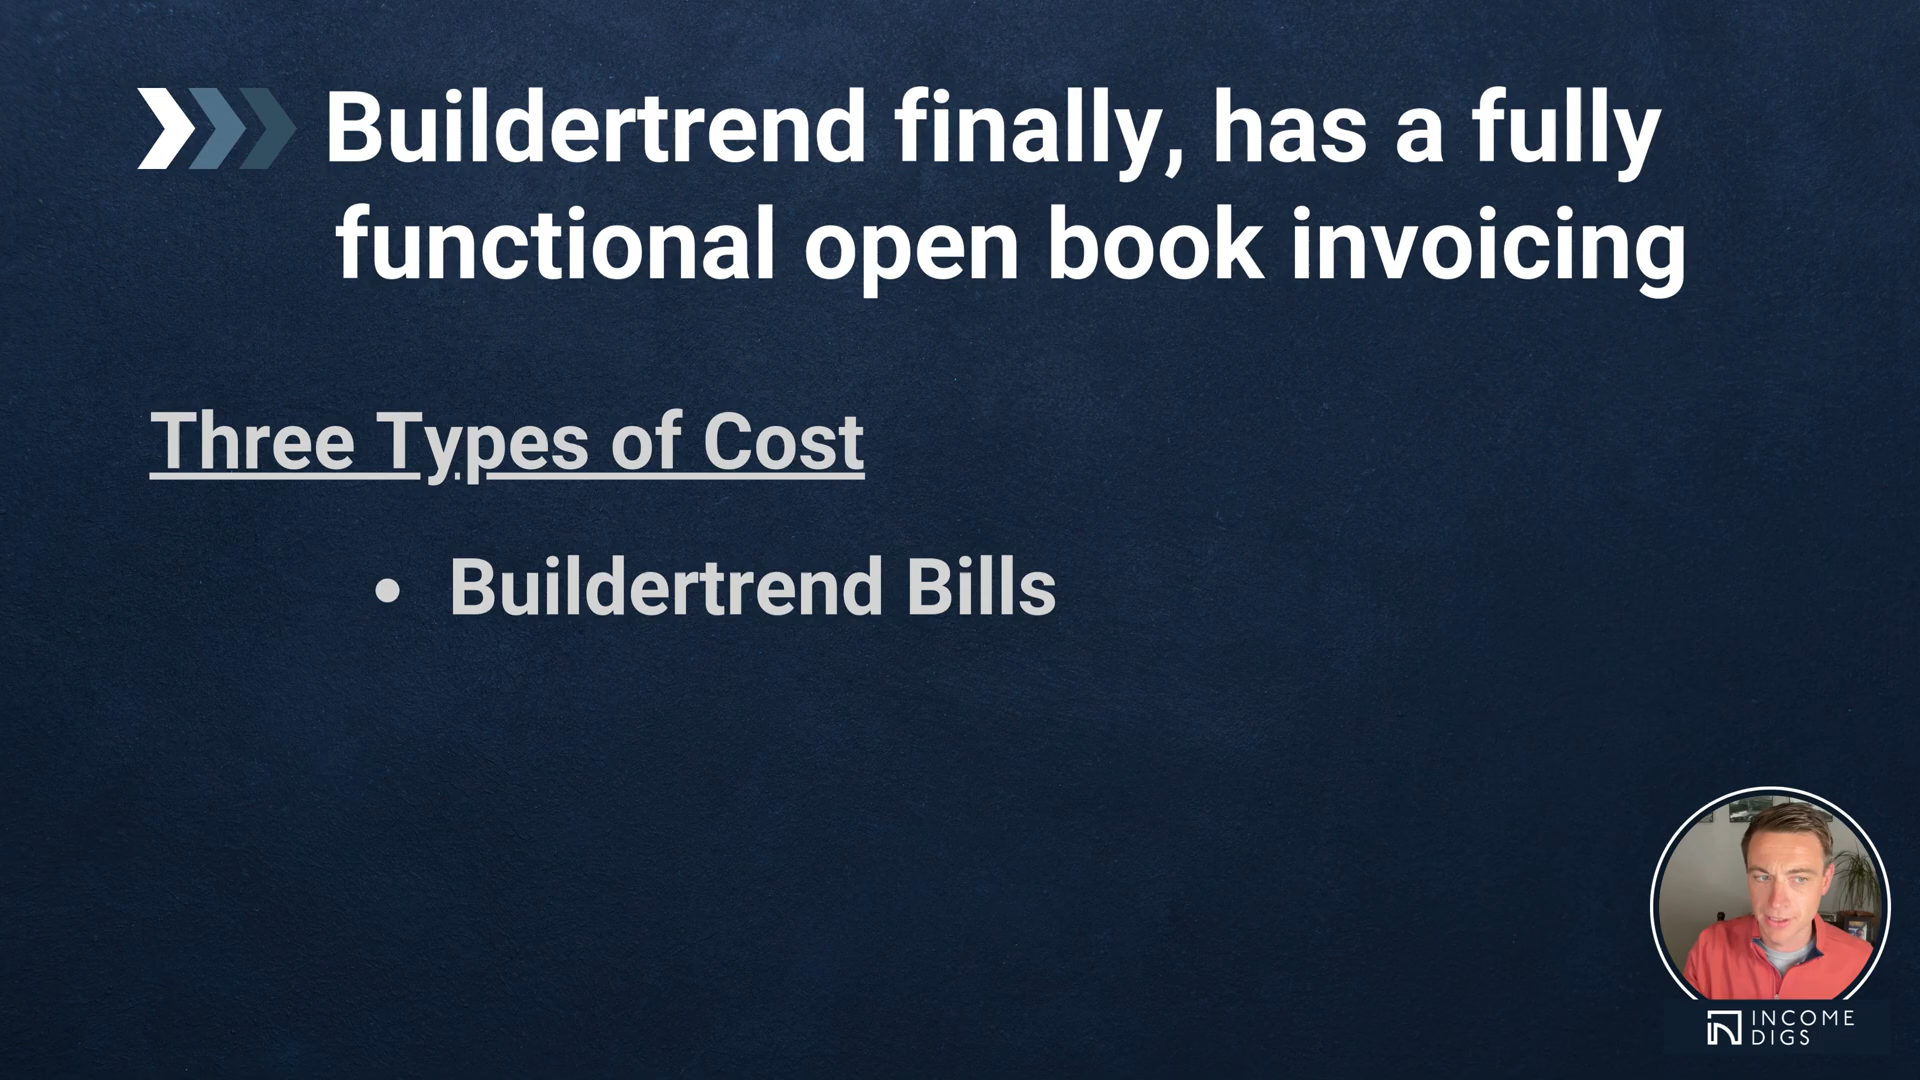 Buildertrend finally, has a fully
functional open book invoicing
Three Types of Cost
• Buildertrend Bills
INCOME
DIGS